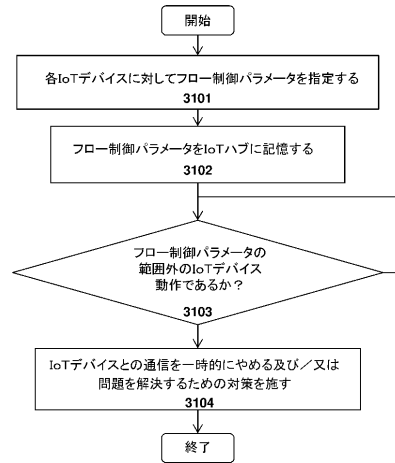 開始
各IoTデバイスに対してフロー制御パラメータを指定する
3101
フロー制御パラメータをIoTハブに記憶する
3102
フロー制御パラメータの
範囲外のIoTデバイス
動作であるか？
3103
IoTデバイスとの通信を一時的にやめる及び／又は
問題を解決するための対策を施す
3104
終了